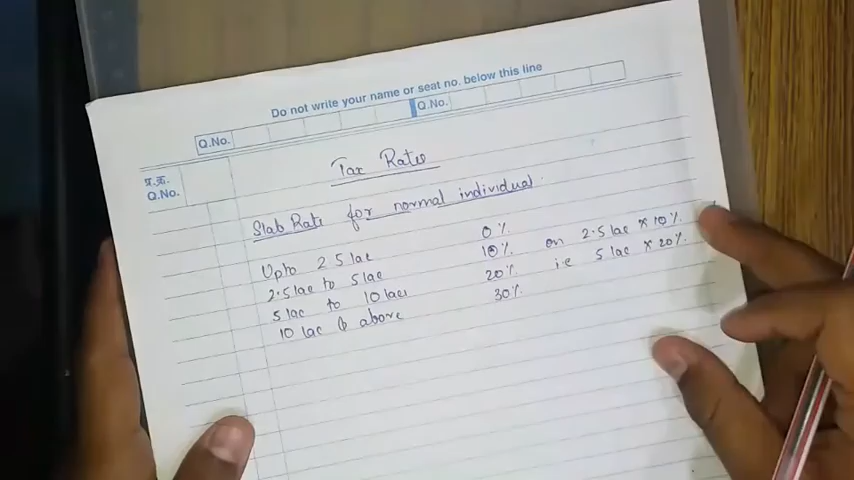 Do not write your name or seat no. below this line
Q.No. Q.No.
प्र.क्र.
Q.No.
Tax Rates
Slab Rate for normal individual
Upto 2.5 lac 0%
2.5 lac to 5 lac 10% on 2.5 lac x 10%
5 lac to 10 lac 20% i.e 5 lac x 20%
10 lac & above 30%